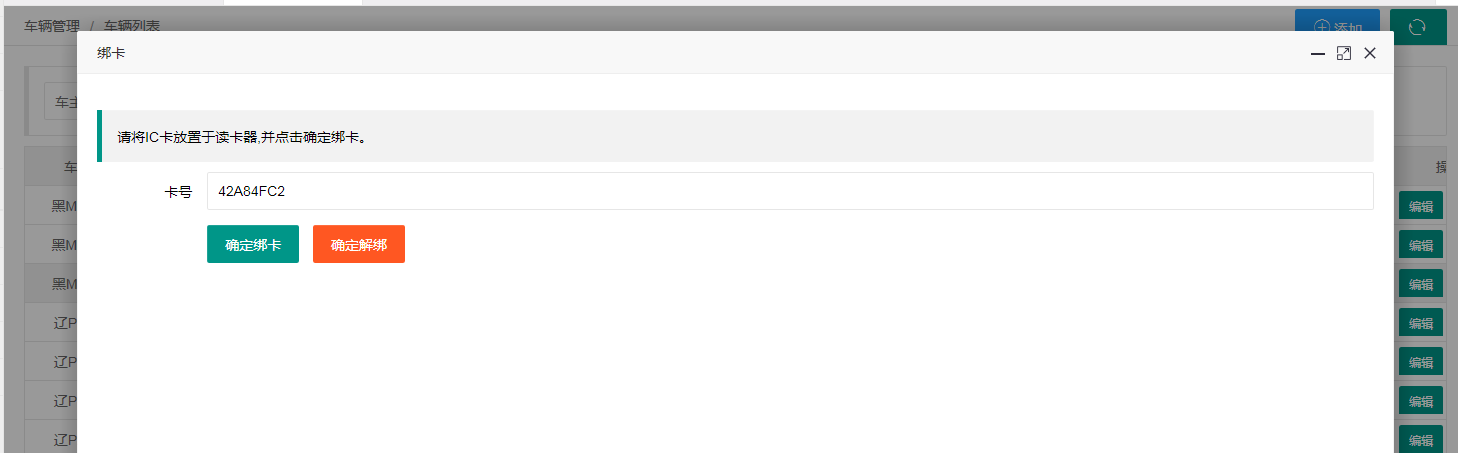 车辆管理 / 车辆列表
添加
绑卡
车主
请将IC卡放置于读卡器,并点击确定绑卡。
卡号 42A84FC2
确定绑卡 确定解绑
车
操
黑M 编辑
黑M 编辑
黑M 编辑
辽P 编辑
辽P 编辑
辽P 编辑
辽P 编辑